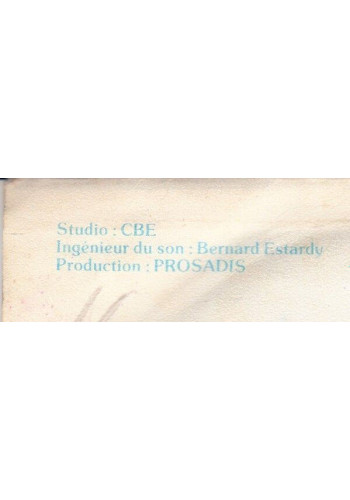 Studio : CBE
Ingénieur du son : Bernard Estardy
Production : PROSADIS